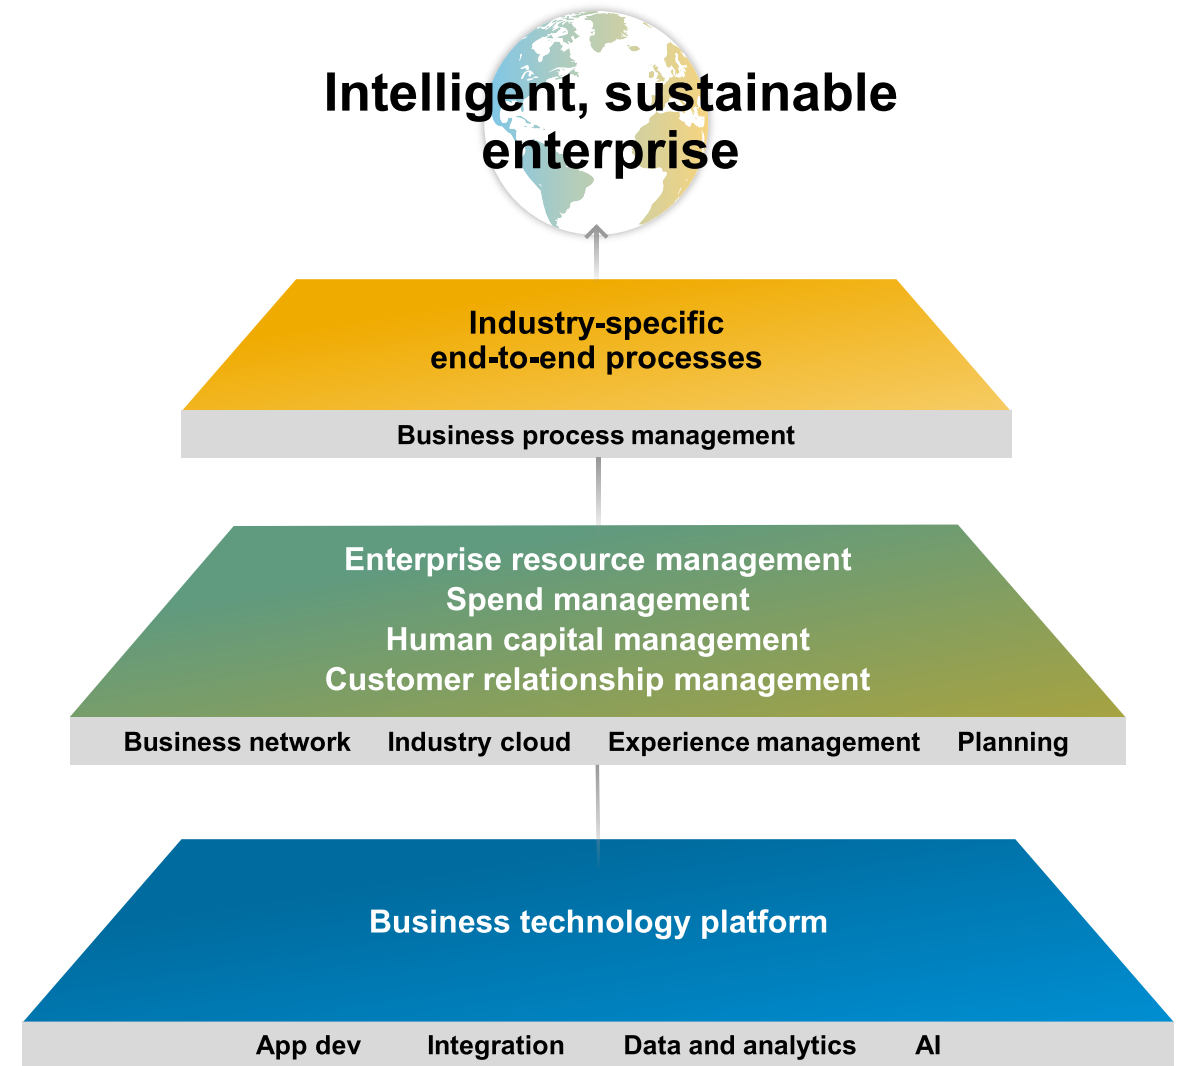 Intelligent, sustainable
enterprise
Industry-specific
end-to-end processes
Business process management
Enterprise resource management
Spend management
Human capital management
Customer relationship management
Business network Industry cloud Experience management Planning
Business technology platform
App dev Integration Data and analytics AI